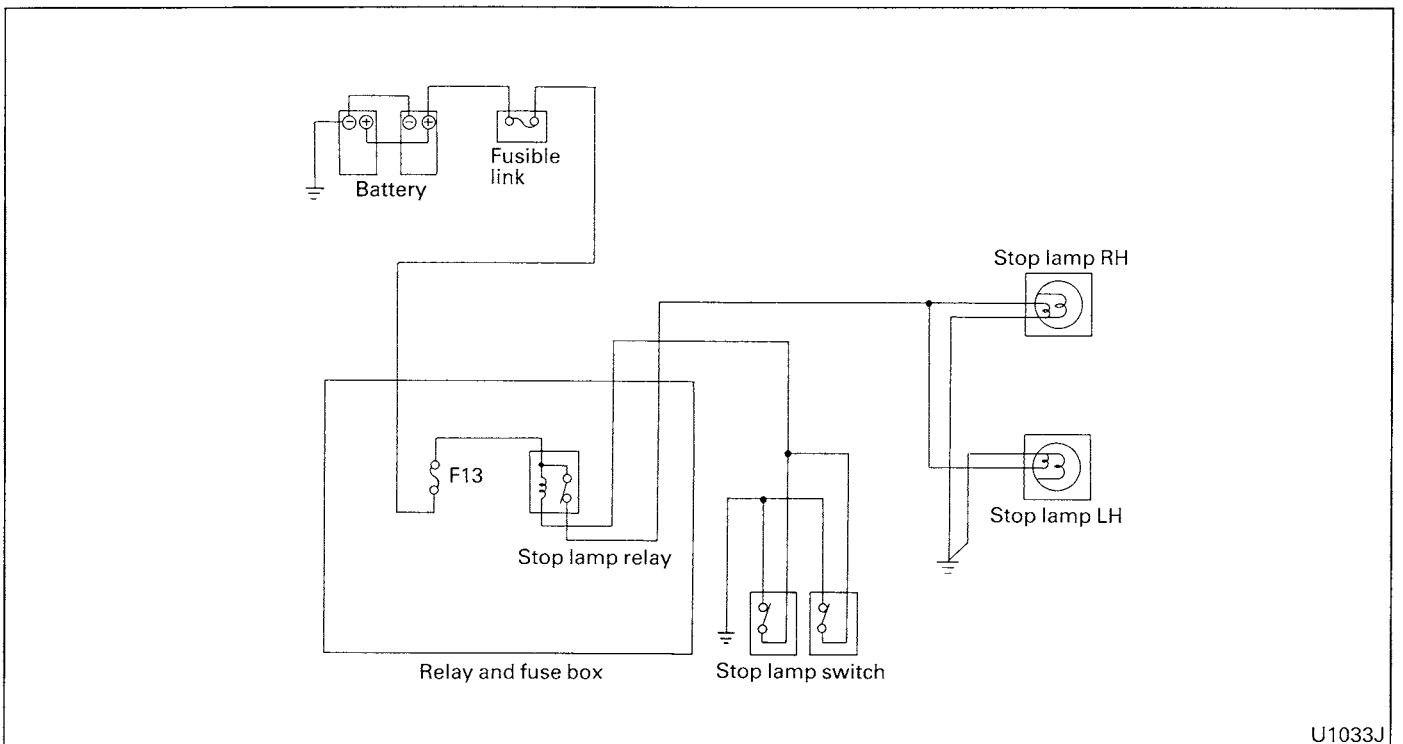 Fusible
link
Battery
Stop lamp RH
F13
Stop lamp LH
Stop lamp relay
Relay and fuse box
Stop lamp switch
U1033J